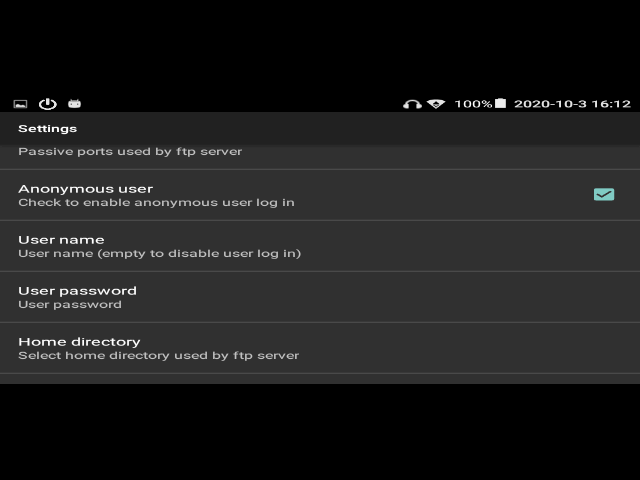 100% 2020-10-3 16:12
Settings
Passive ports used by ftp server
Anonymous user
Check to enable anonymous user log in
User name
User name (empty to disable user log in)
User password
User password
Home directory
Select home directory used by ftp server